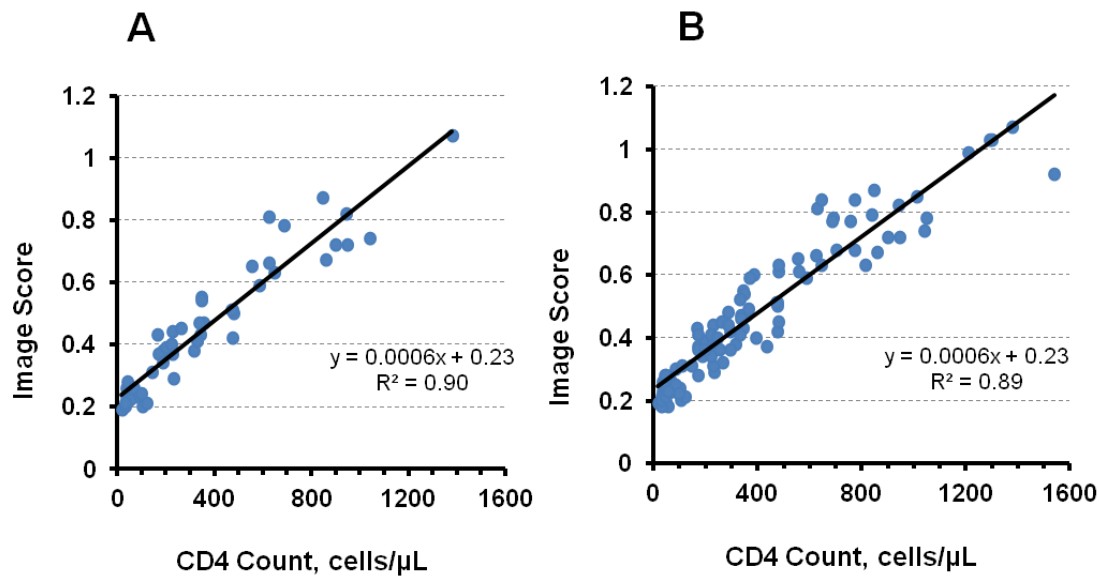 A
1.2
1
0.8
0.6
0.4
0.2
0
Image Score
y = 0.0006x + 0.23
R² = 0.90
0 400 800 1200 1600
CD4 Count, cells/µL
B
1.2
1
0.8
0.6
0.4
0.2
0
Image Score
y = 0.0006x + 0.23
R² = 0.89
0 400 800 1200 1600
CD4 Count, cells/µL